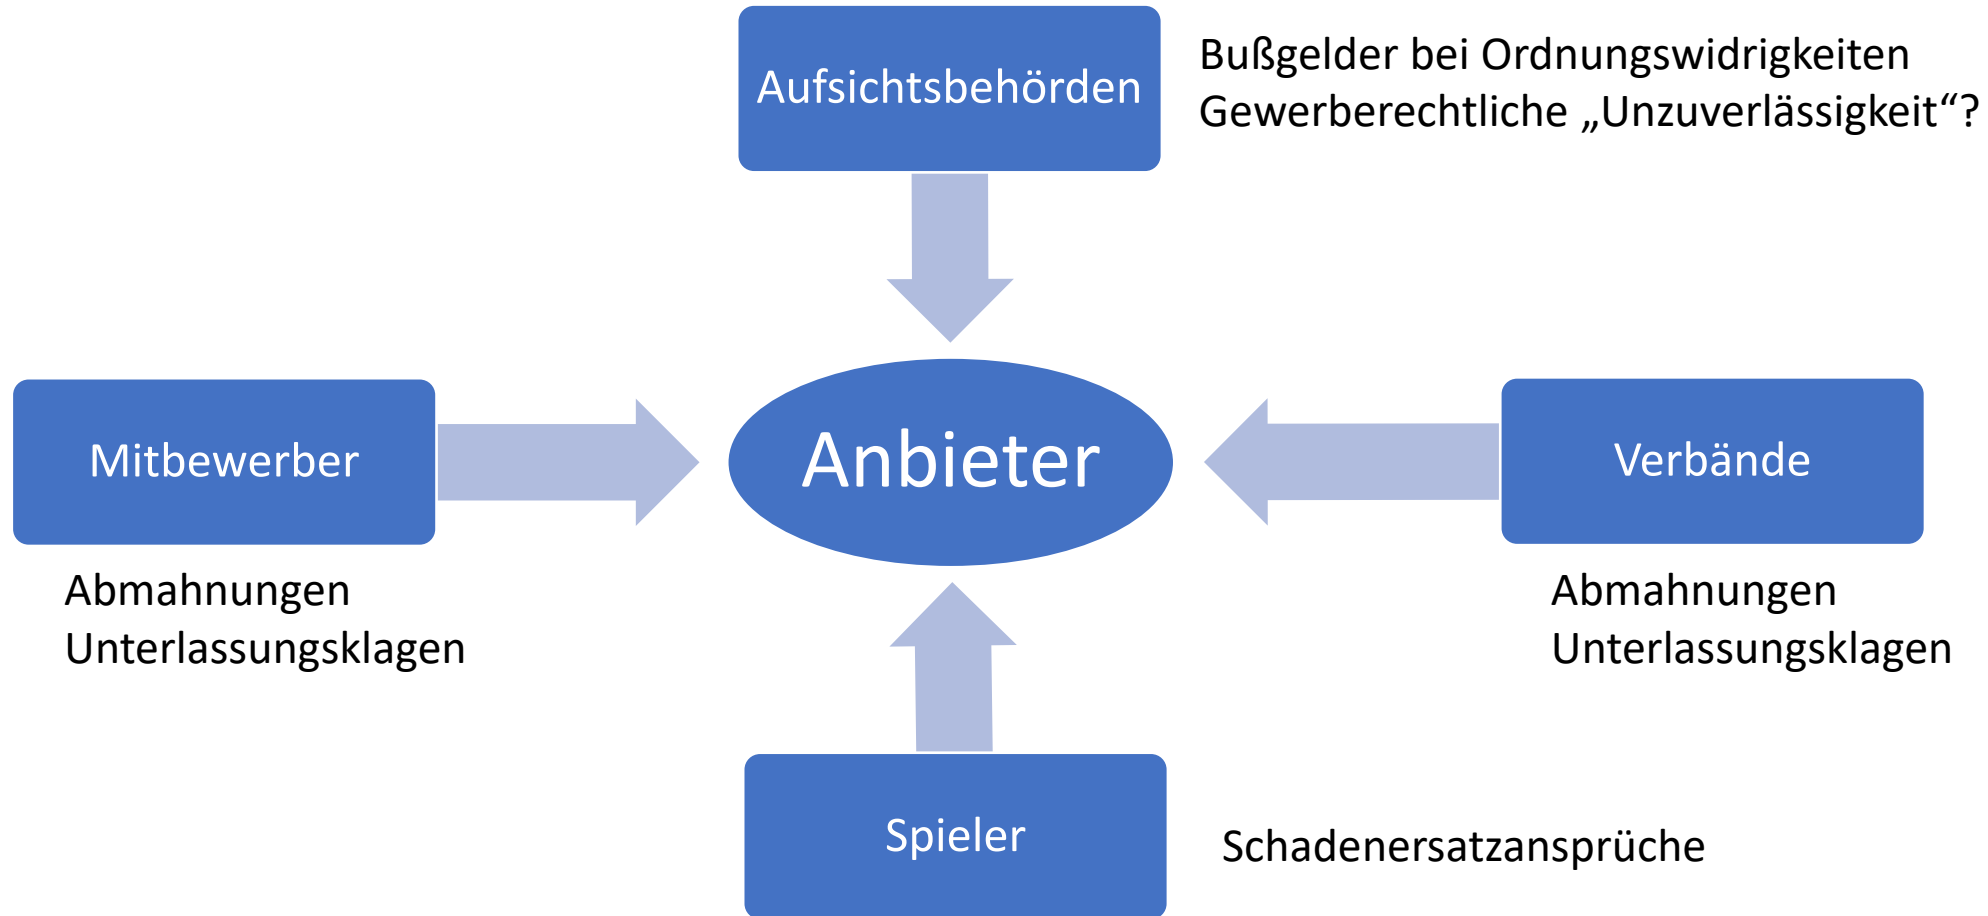 Aufsichtsbehörden
Bußgelder bei Ordnungswidrigkeiten
Gewerberechtliche „Unzuverlässigkeit“?
Mitbewerber
Anbieter
Verbände
Abmahnungen
Unterlassungsklagen
Abmahnungen
Unterlassungsklagen
Spieler
Schadenersatzansprüche